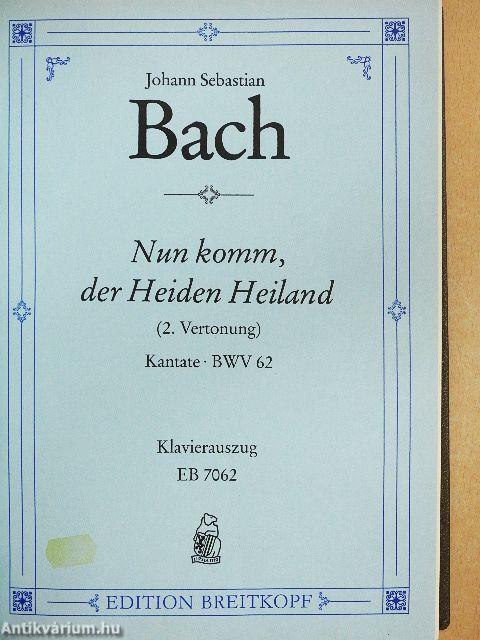 Johann Sebastian
Bach
Nun komm,
der Heiden Heiland
(2. Vertonung)
Kantate · BWV 62
Klavierauszug
EB 7062
EDITION BREITKOPF
Antikvárium.hu